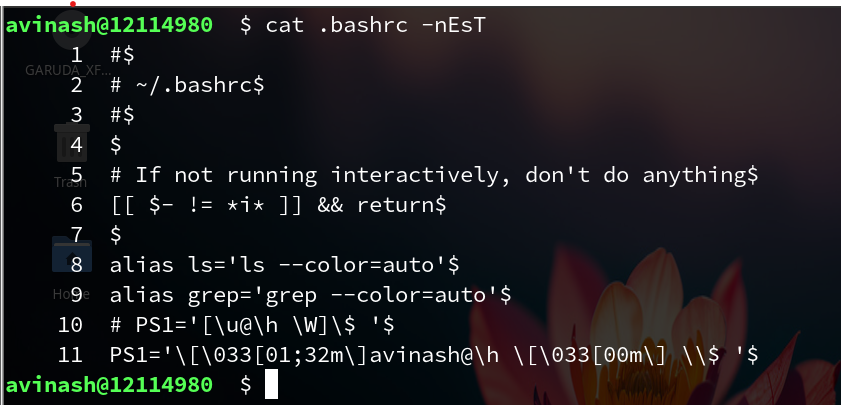 avinash@12114980  $ cat .bashrc -nEsT
     1  #$
GARUDA_XF...
     2  # ~/.bashrc$
     3  #$
     4  $
     5  # If not running interactively, don't do anything$
Trash
     6  [[ $- != *i* ]] && return$
     7  $
     8  alias ls='ls --color=auto'$
     9  alias grep='grep --color=auto'$
Home
    10  # PS1='[\u@\h \W]\$ '$
    11  PS1='\[\033[01;32m\]avinash@\h \[\033[00m\] \\$ '$
avinash@12114980  $